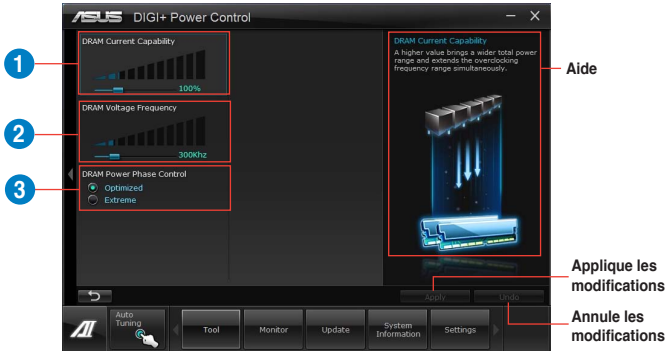 ASUS DIGI+ Power Control
1
DRAM Current Capability
100%
2
DRAM Voltage Frequency
300Khz
3
DRAM Power Phase Control
Optimized
Extreme
DRAM Current Capability
A higher value brings a wider total power
range and extends the overclocking
frequency range simultaneously.
Aide
Apply
Undo
Applique les
modifications
Annule les
modifications
Auto
Tuning
Tool
Monitor
Update
System
Information
Settings